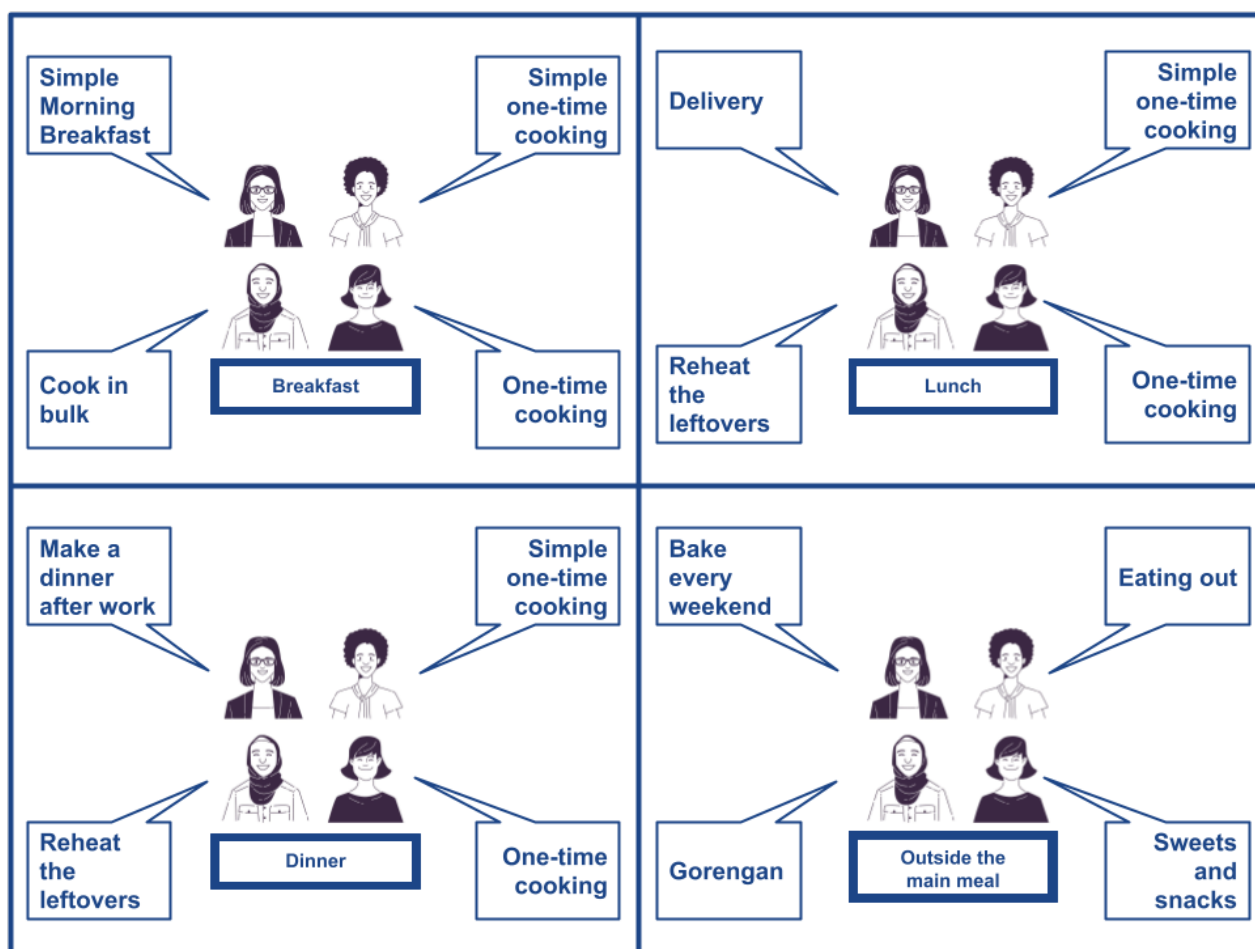 Simple
Morning
Breakfast
Simple
one-time
cooking
Cook in
bulk
Breakfast
One-time
cooking
Delivery
Simple
one-time
cooking
Reheat
the
leftovers
Lunch
One-time
cooking
Make a
dinner
after work
Simple
one-time
cooking
Reheat
the
leftovers
Dinner
One-time
cooking
Bake
every
weekend
Eating out
Gorengan
Outside the
main meal
Sweets
and
snacks